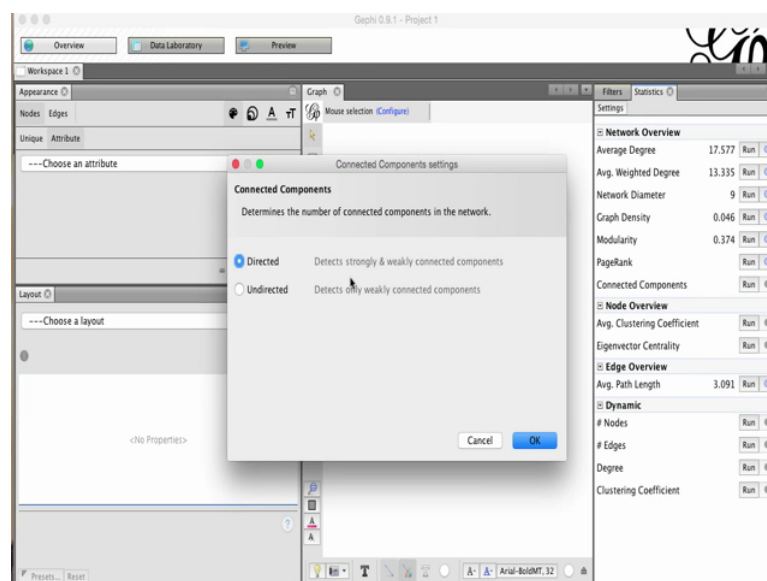 Gephi 0.9.1 - Project 1
Overview Data Laboratory Preview
Workspace 1
Appearance
Nodes Edges
Unique Attribute
---Choose an attribute
Layout
---Choose a layout
<No Properties>
Presets... Reset
Graph
Mouse selection (Configure)
Connected Components settings
Connected Components
Determines the number of connected components in the network.
Directed Detects strongly & weakly connected components
Undirected Detects only weakly connected components
Cancel OK
T A- A- Arial-BoldMT, 32
Filters Statistics
Settings
Network Overview
Average Degree 17.577 Run
Avg. Weighted Degree 13.335 Run
Network Diameter 9 Run
Graph Density 0.046 Run
Modularity 0.374 Run
PageRank Run
Connected Components Run
Node Overview
Avg. Clustering Coefficient Run
Eigenvector Centrality Run
Edge Overview
Avg. Path Length 3.091 Run
Dynamic
# Nodes Run
# Edges Run
Degree Run
Clustering Coefficient Run